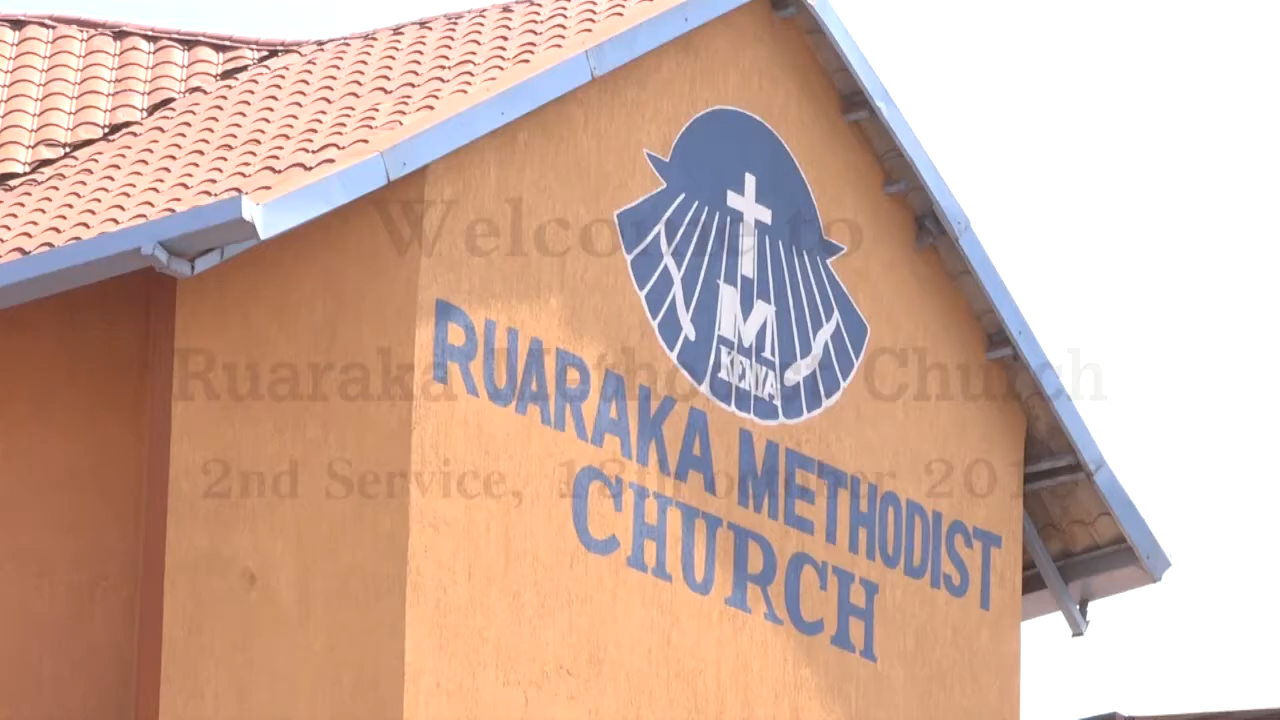 Welcome to
Ruaraka Methodist Church
2nd Service,
M
KENYA
RUARAKA METHODIST
CHURCH